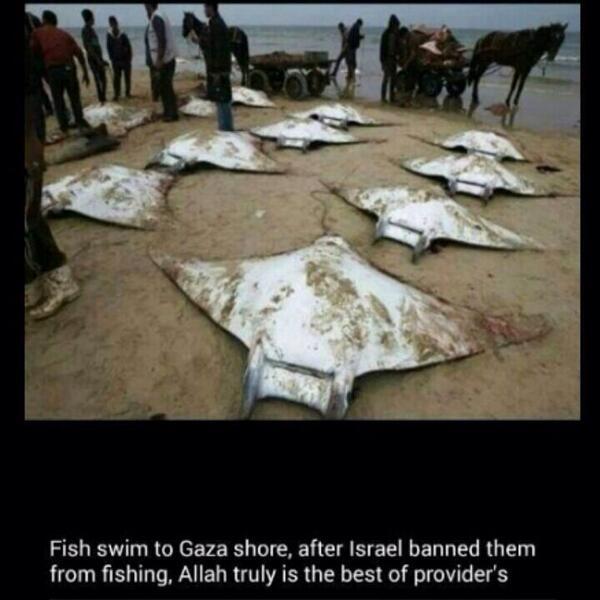 Fish swim to Gaza shore, after Israel banned them
from fishing, Allah truly is the best of provider's